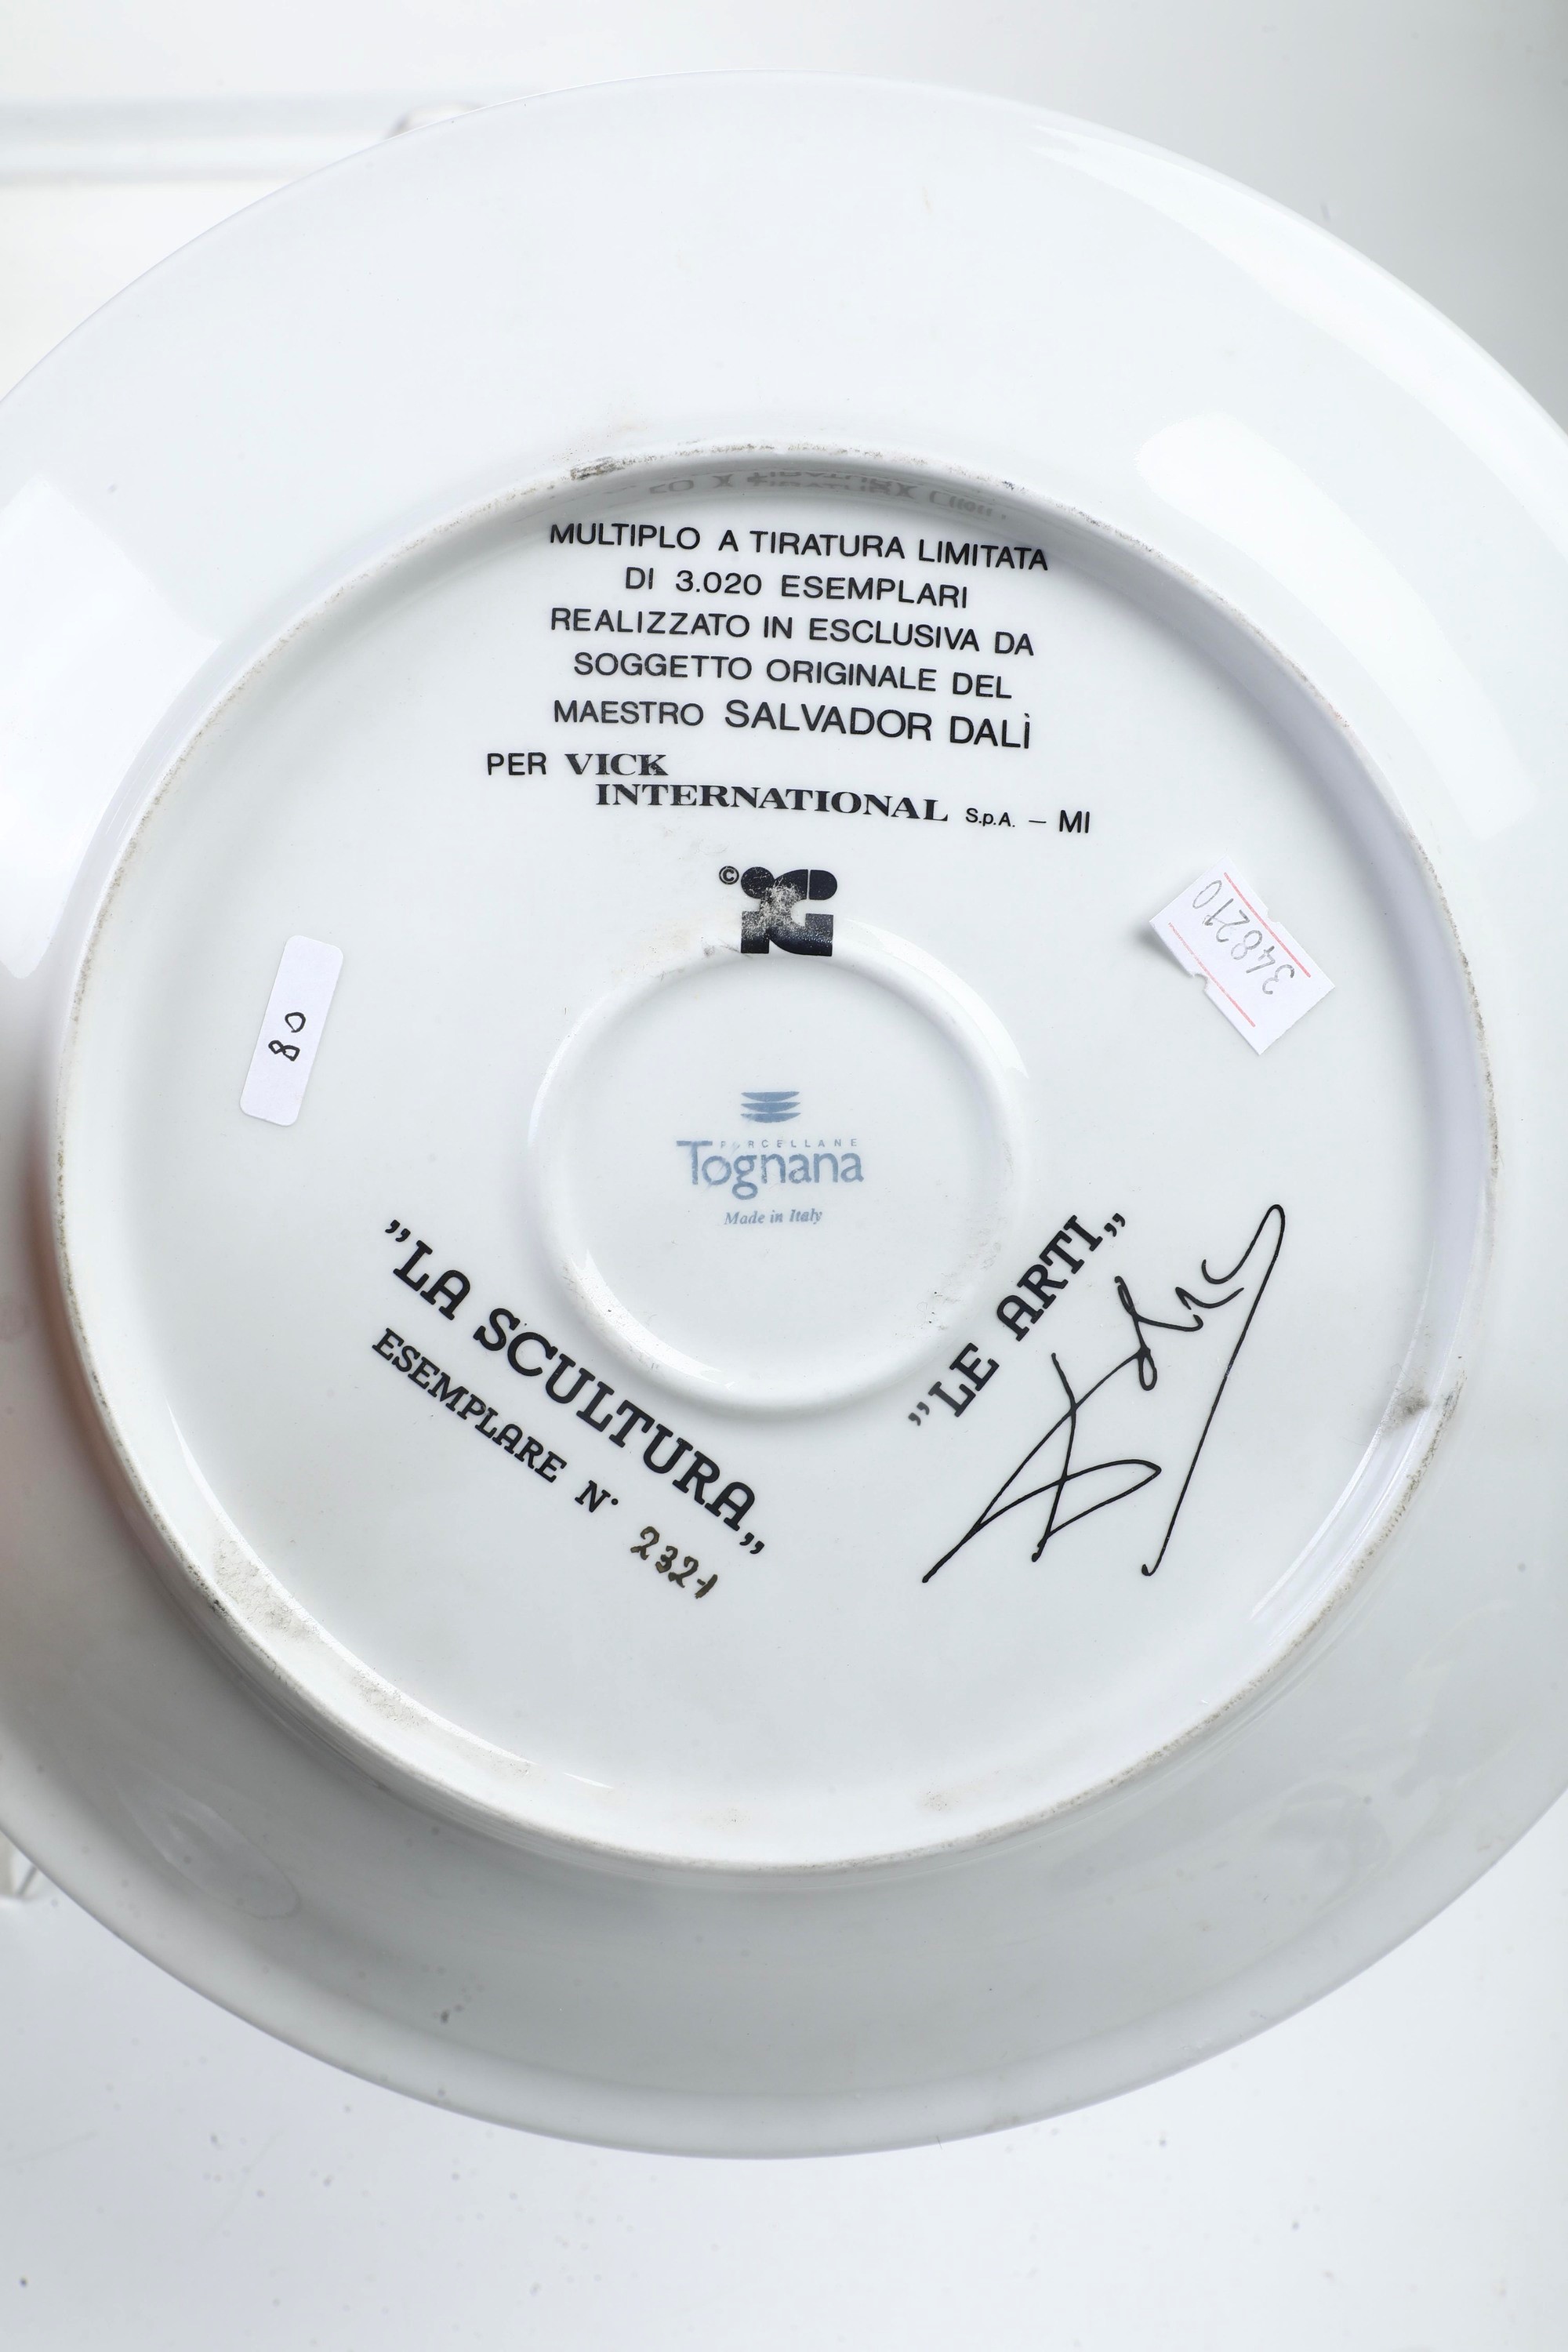 MULTIPLO A TIRATURA LIMITATA
DI 3.020 ESEMPLARI
REALIZZATO IN ESCLUSIVA DA
SOGGETTO ORIGINALE DEL
MAESTRO SALVADOR DALÌ
PER VICK
INTERNATIONAL S.p.A. — MI
©
348210
80
PORCELLANE
Tognana
Made in Italy
"LA SCULTURA„
ESEMPLARE N° 2321
"LE ARTI„